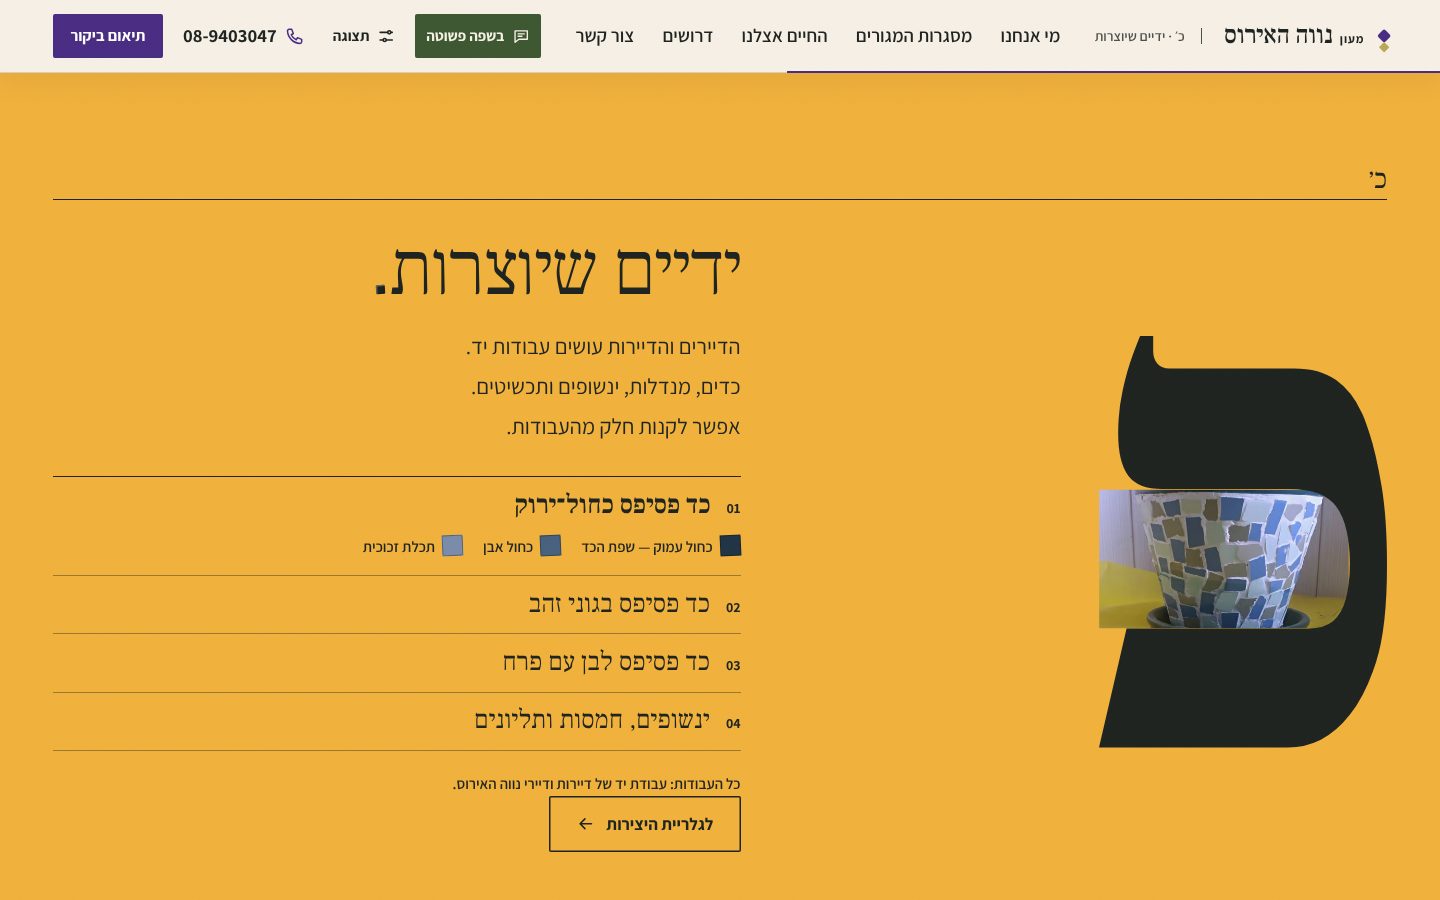 מעון נווה האירוס
כ׳ · ידיים שיוצרות
מי אנחנו
מסגרות המגורים
החיים אצלנו
דרושים
צור קשר
בשפה פשוטה
תצוגה
08-9403047
תיאום ביקור
כ׳
ידיים שיוצרות.
הדיירים והדיירות עושים עבודות יד.
כדים, מנדלות, ינשופים ותכשיטים.
אפשר לקנות חלק מהעבודות.
01 כד פסיפס כחול־ירוק
כחול עמוק — שפת הכד
כחול אבן
תכלת זכוכית
02 כד פסיפס בגוני זהב
03 כד פסיפס לבן עם פרח
04 ינשופים, חמסות ותליונים
כל העבודות: עבודת יד של דיירות ודיירי נווה האירוס.
לגלריית היצירות ←
כ